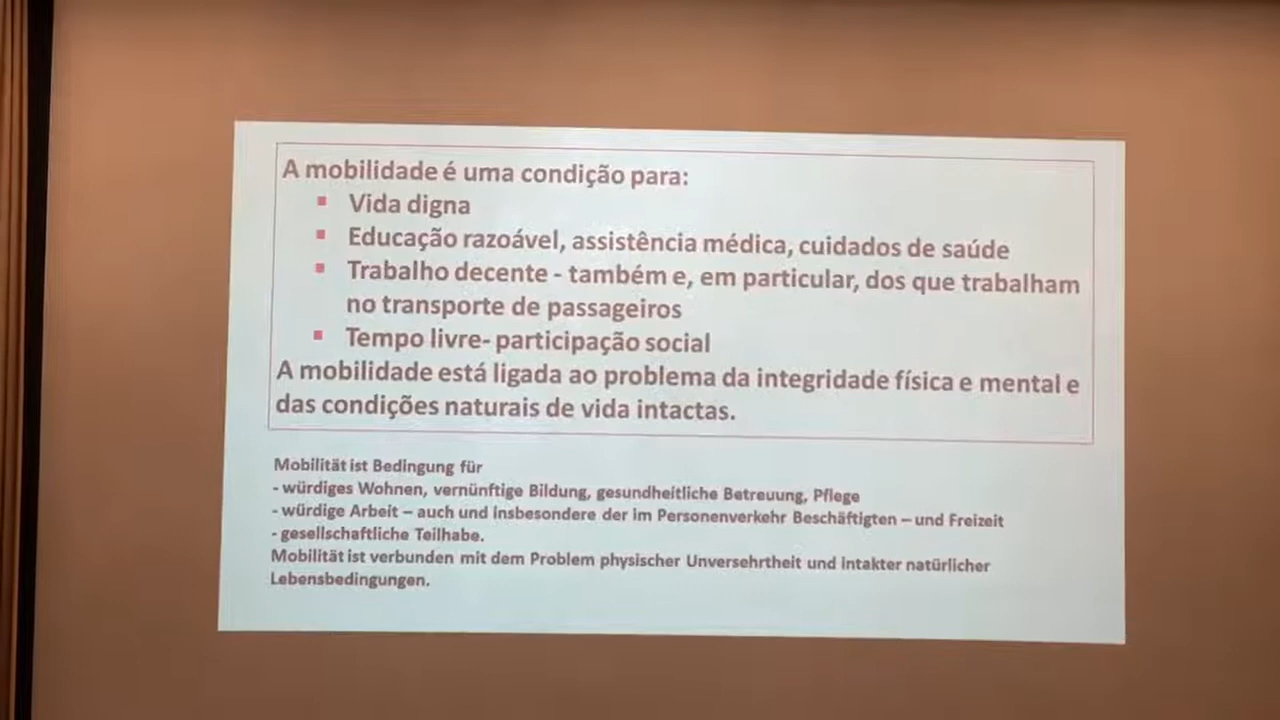 A mobilidade é uma condição para:
▪ Vida digna
▪ Educação razoável, assistência médica, cuidados de saúde
▪ Trabalho decente - também e, em particular, dos que trabalham
no transporte de passageiros
▪ Tempo livre- participação social
A mobilidade está ligada ao problema da integridade física e mental e
das condições naturais de vida intactas.
Mobilität ist Bedingung für
- würdiges Wohnen, vernünftige Bildung, gesundheitliche Betreuung, Pflege
- würdige Arbeit – auch und insbesondere der im Personenverkehr Beschäftigten – und Freizeit
- gesellschaftliche Teilhabe.
Mobilität ist verbunden mit dem Problem physischer Unversehrtheit und intakter natürlicher
Lebensbedingungen.